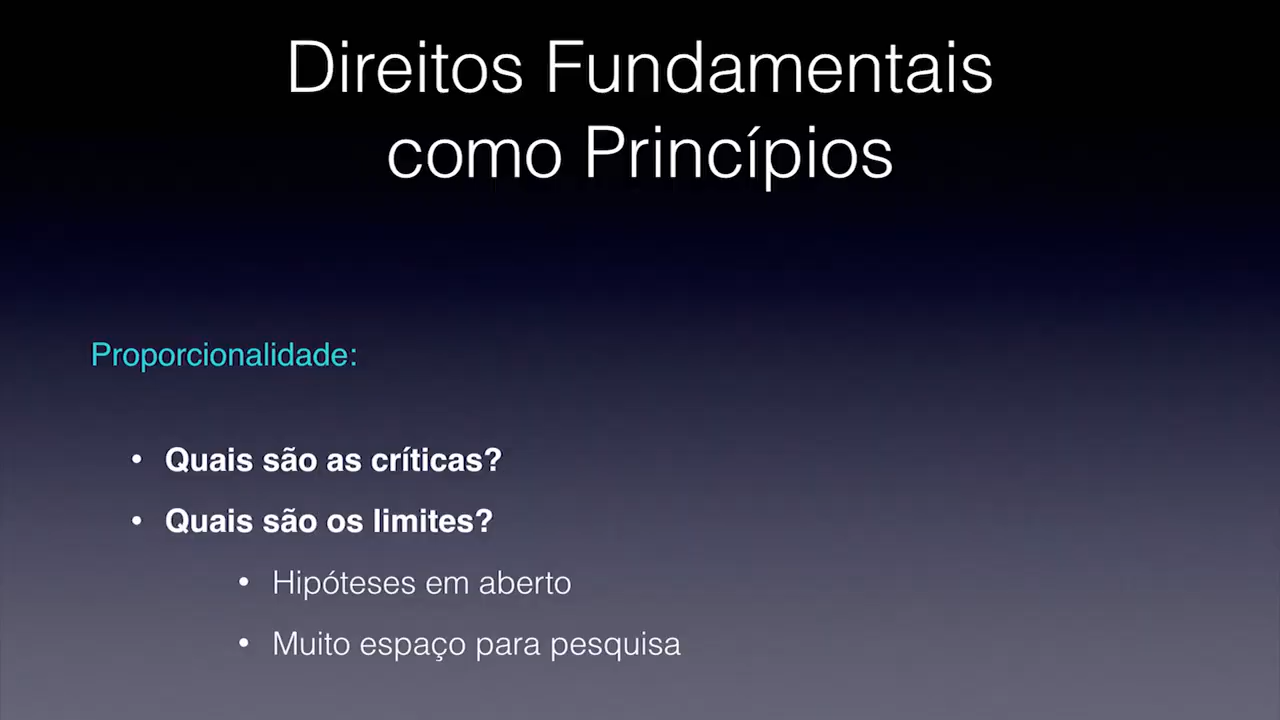 Direitos Fundamentais
como Princípios
Proporcionalidade:
• Quais são as críticas?
• Quais são os limites?
• Hipóteses em aberto
• Muito espaço para pesquisa